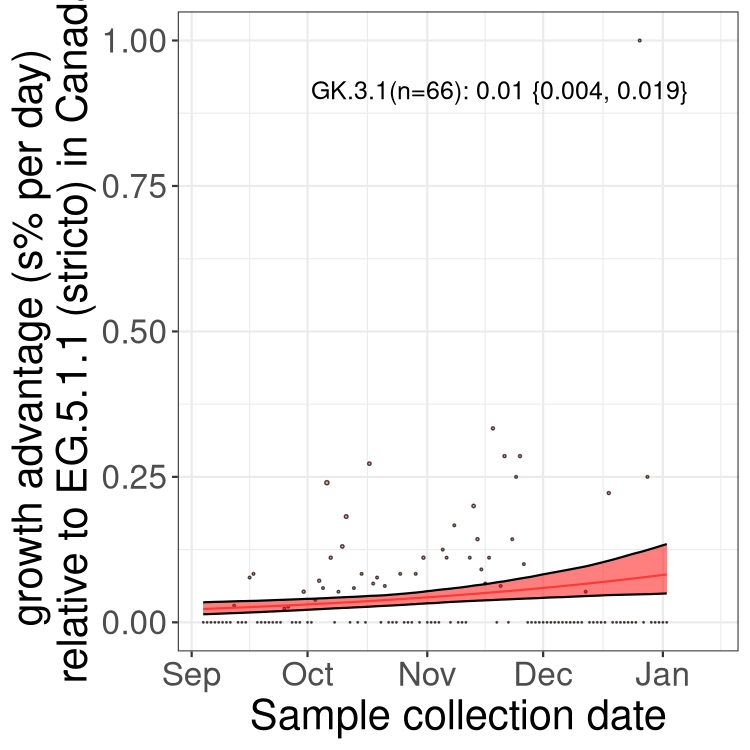 growth advantage (s% per day)
relative to EG.5.1.1 (stricto) in Canada
1.00
0.75
0.50
0.25
0.00
GK.3.1(n=66): 0.01 {0.004, 0.019}
Sep Oct Nov Dec Jan
Sample collection date